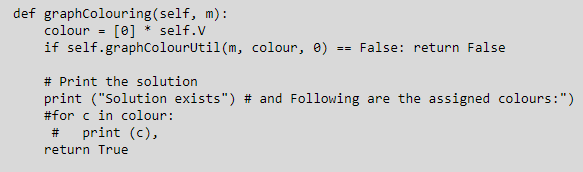 def graphColouring(self, m):
    colour = [0] * self.V
    if self.graphColourUtil(m, colour, 0) == False: return False

    # Print the solution
    print ("Solution exists") # and Following are the assigned colours:")
    #for c in colour:
     #   print (c),
    return True